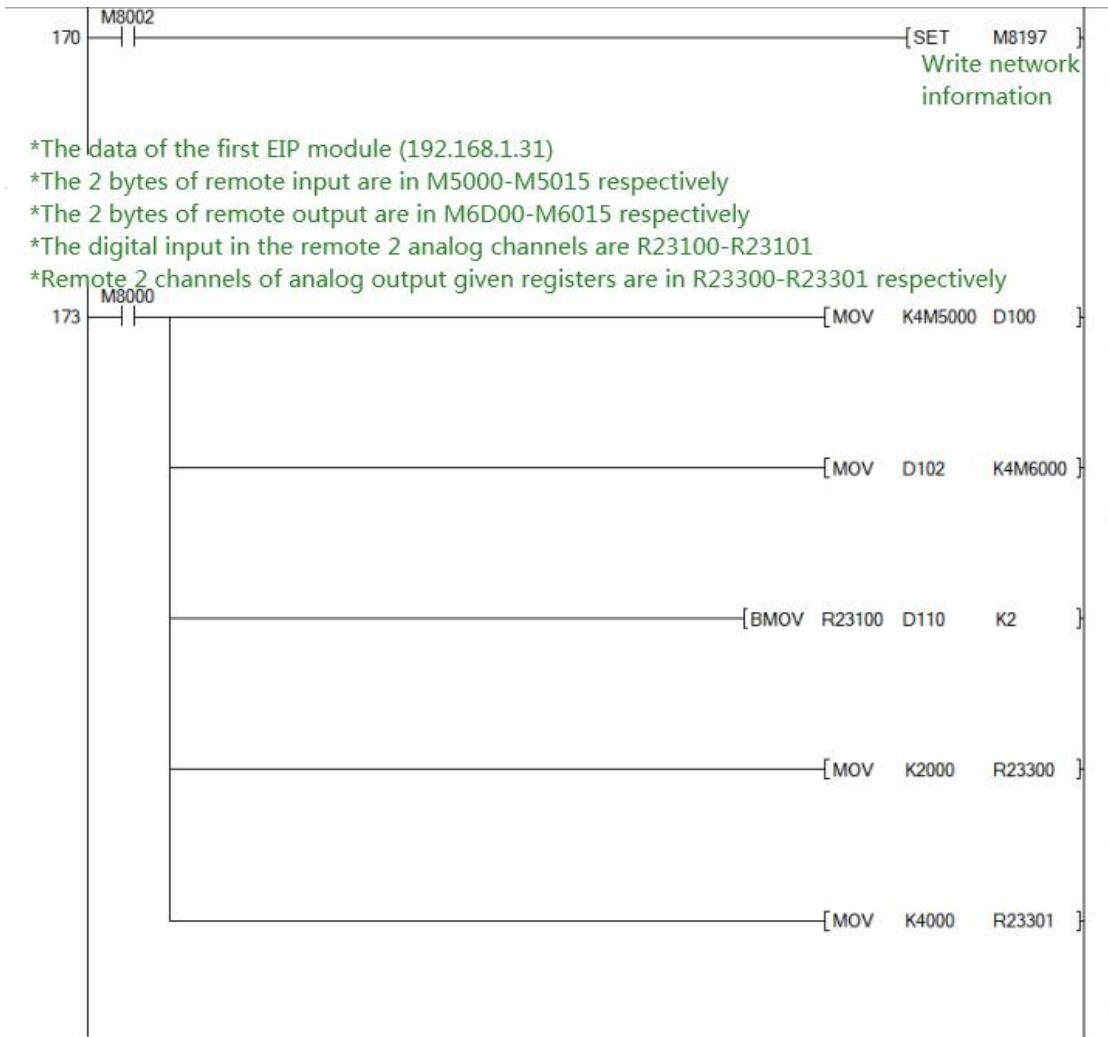 M8002
170 [SET M8197 ]
Write network
information
*The data of the first EIP module (192.168.1.31)
*The 2 bytes of remote input are in M5000-M5015 respectively
*The 2 bytes of remote output are in M6D00-M6015 respectively
*The digital input in the remote 2 analog channels are R23100-R23101
*Remote 2 channels of analog output given registers are in R23300-R23301 respectively
M8000
173 [MOV K4M5000 D100 ]
[MOV D102 K4M6000 ]
[BMOV R23100 D110 K2 ]
[MOV K2000 R23300 ]
[MOV K4000 R23301 ]